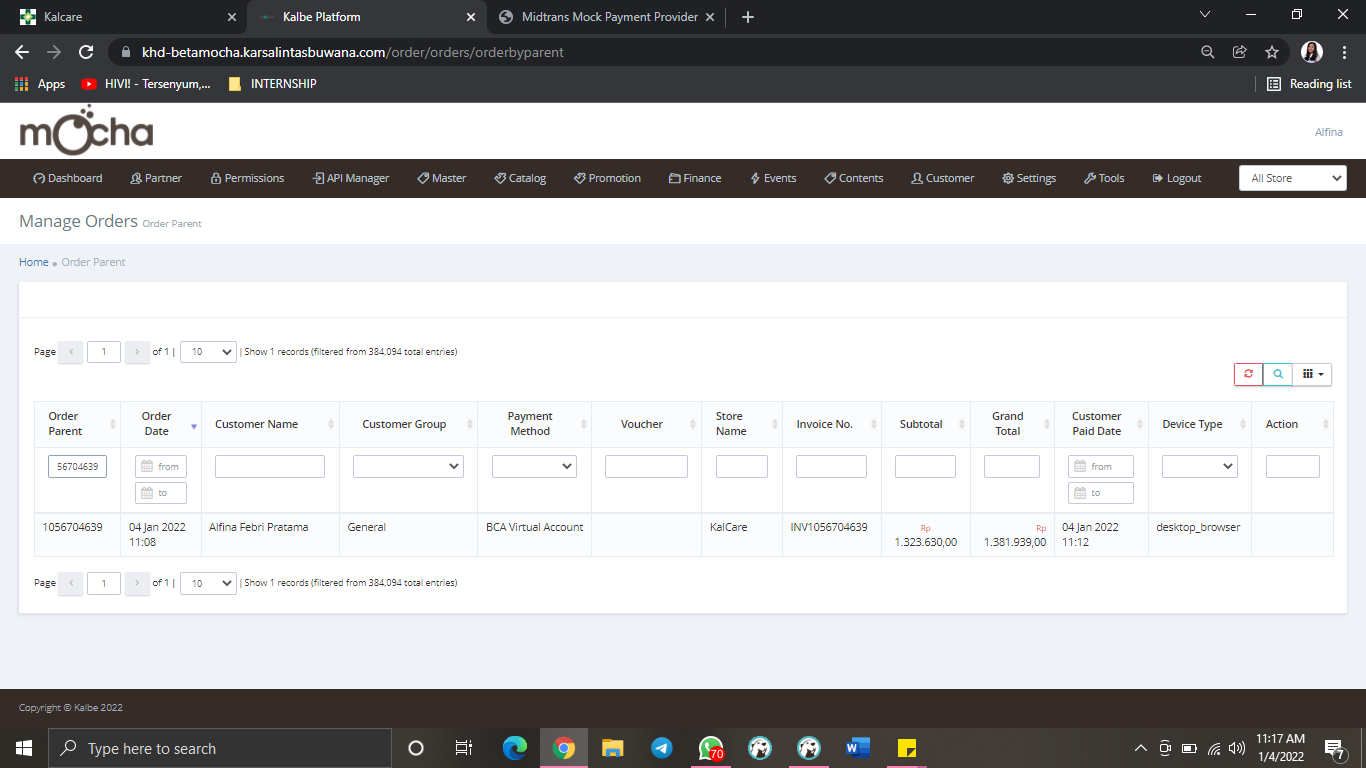 Kalcare
Kalbe Platform
Midtrans Mock Payment Provider
khd-betamocha.karsalintasbuwana.com/order/orders/orderbyparent
Apps
HIVI! - Tersenyum,...
INTERNSHIP
Reading list
mocha
Alfina
Dashboard
Partner
Permissions
API Manager
Master
Catalog
Promotion
Finance
Events
Contents
Customer
Settings
Tools
Logout
All Store
Manage Orders Order Parent
Home Order Parent
Page 1 of 1 | 10 | Show 1 records (filtered from 384,094 total entries)
Order Parent
Order Date
Customer Name
Customer Group
Payment Method
Voucher
Store Name
Invoice No.
Subtotal
Grand Total
Customer Paid Date
Device Type
Action
56704639
from
to
from
to
1056704639
04 Jan 2022 11:08
Alfina Febri Pratama
General
BCA Virtual Account
KalCare
INV1056704639
Rp 1.323.630,00
Rp 1.381.939,00
04 Jan 2022 11:12
desktop_browser
Page 1 of 1 | 10 | Show 1 records (filtered from 384,094 total entries)
Copyright © Kalbe 2022
Type here to search
70
11:17 AM
1/4/2022
7